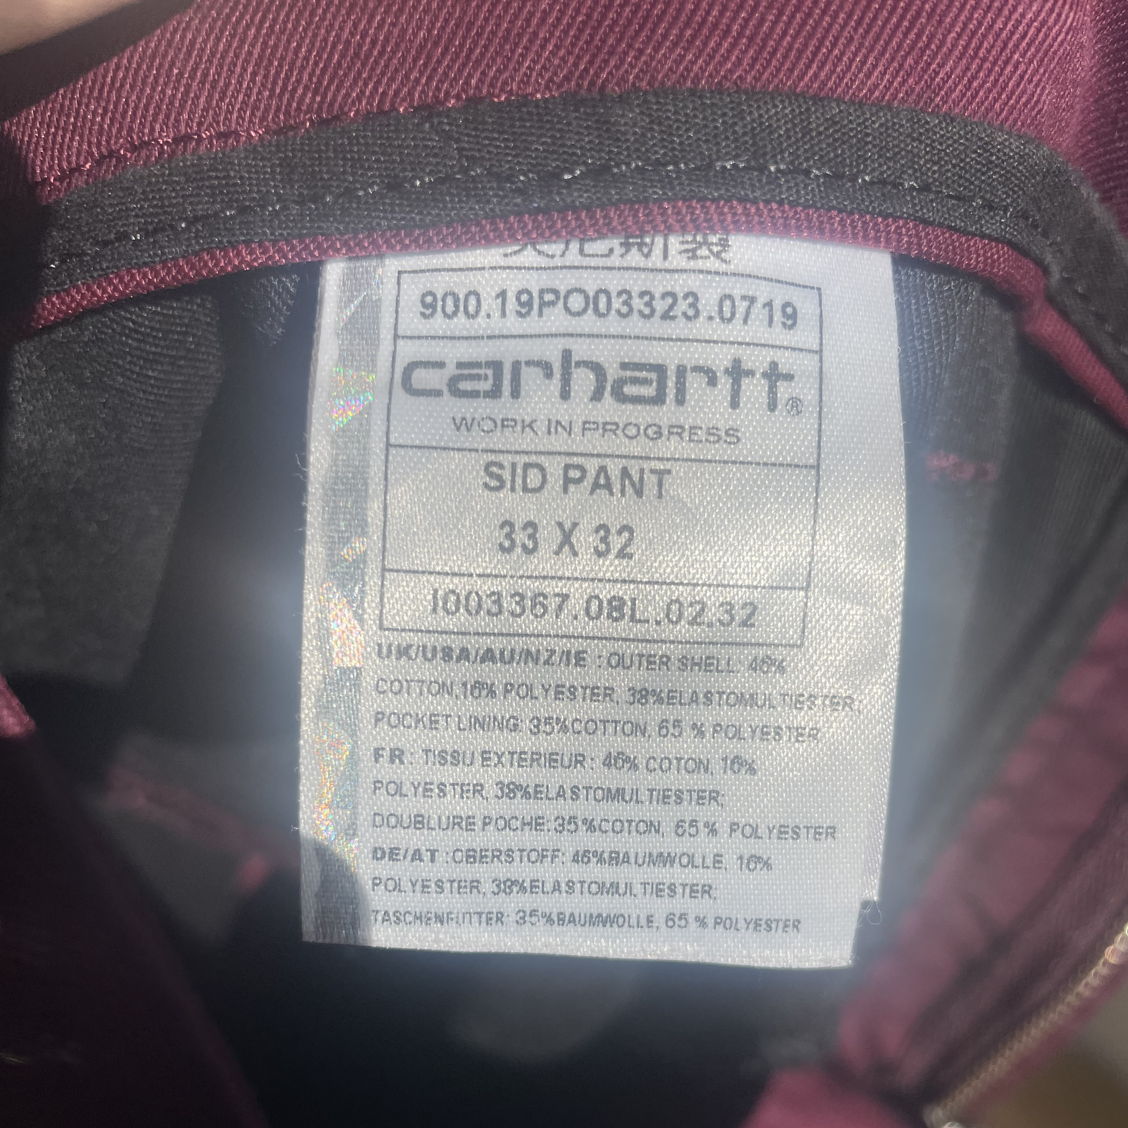 900.19PO03323.0719
carhartt®
WORK IN PROGRESS
SID PANT
33 X 32
I003367.08L.02.32
UK/USA/AU/NZ/IE : OUTER SHELL: 46%
COTTON,16% POLYESTER, 38%ELASTOMULTIESTER;
POCKET LINING: 35%COTTON, 65 % POLYESTER
FR: TISSU EXTERIEUR: 46% COTON, 16%
POLYESTER, 38%ELASTOMULTIESTER;
DOUBLURE POCHE:35%COTON, 65 % POLYESTER
DE/AT :OBERSTOFF: 46%BAUMWOLLE, 16%
POLYESTER, 38%ELASTOMULTIESTER;
TASCHENFUTTER: 35%BAUMWOLLE, 65 % POLYESTER